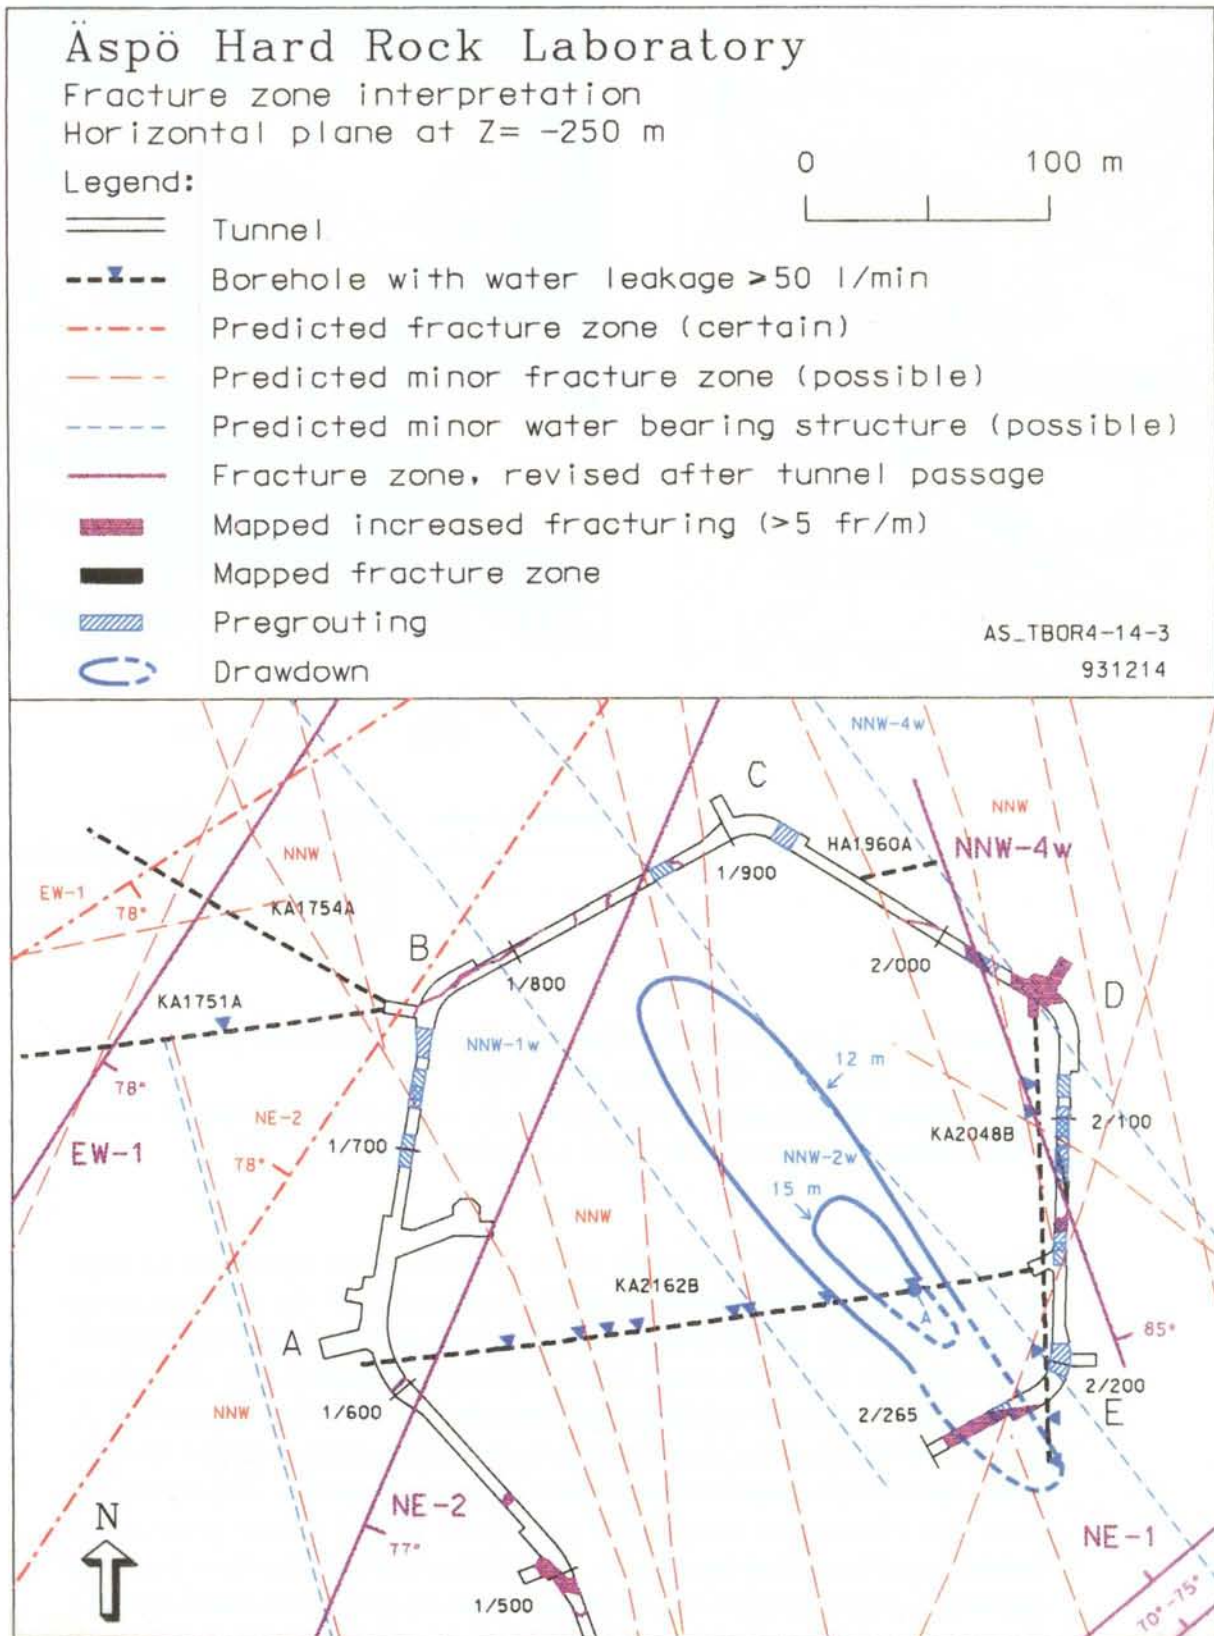 Äspö Hard Rock Laboratory
Fracture zone interpretation
Horizontal plane at Z= -250 m
0 100 m
Legend:
Tunnel
Borehole with water leakage ≥50 l/min
Predicted fracture zone (certain)
Predicted minor fracture zone (possible)
Predicted minor water bearing structure (possible)
Fracture zone, revised after tunnel passage
Mapped increased fracturing (>5 fr/m)
Mapped fracture zone
Pregrouting
AS_TBOR4-14-3
Drawdown
931214
NNW-4w
C
NNW
HA1960A
NNW-4w
NNW
1/900
EW-1
78°
KA1754A
B
2/000
1/800
D
KA1751A
NNW-1w
12 m
78°
NE-2
2/100
KA2048B
EW-1
1/700
78°
NNW-2w
15 m
NNW
KA2162B
A
A
85°
2/200
1/600
NNW
2/265
E
N
NE-2
NE-1
77°
70°-75°
1/500